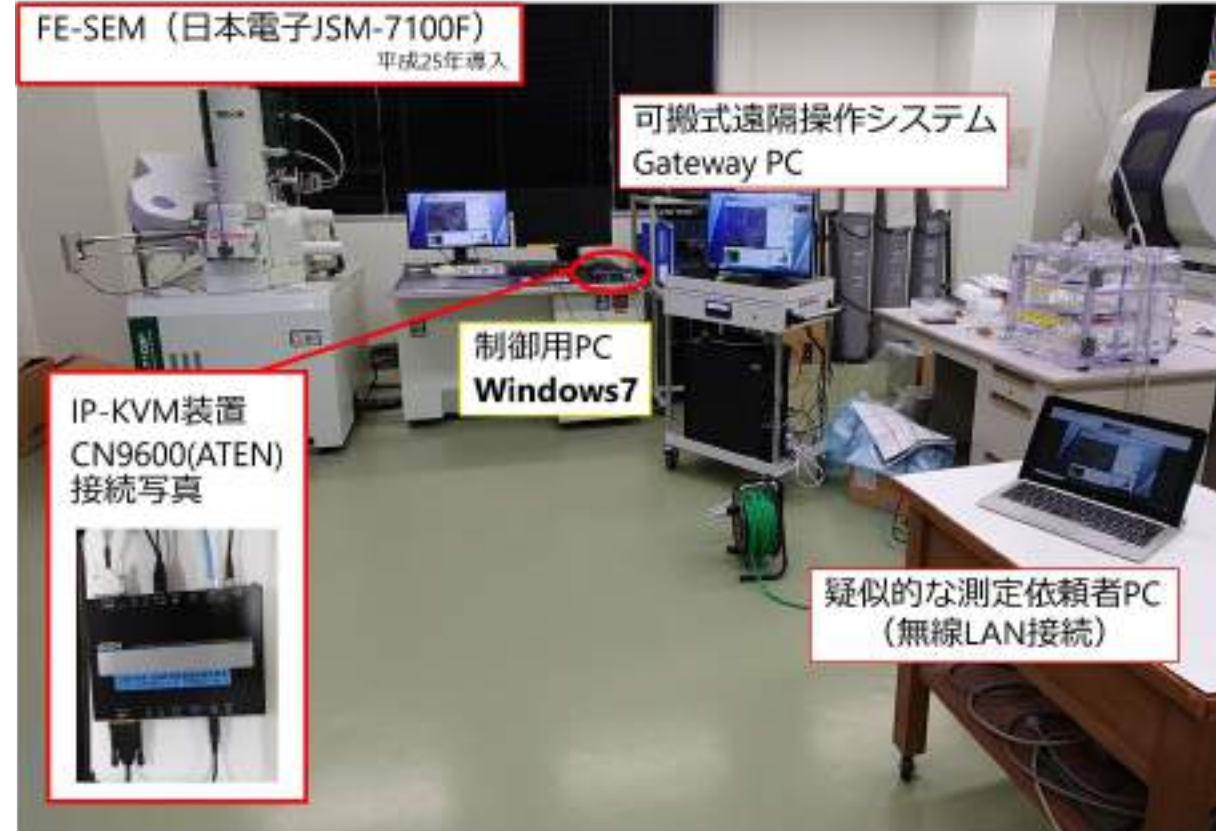 FE-SEM（日本電子JSM-7100F）
平成25年導入
可搬式遠隔操作システム
Gateway PC
制御用PC
Windows7
IP-KVM装置
CN9600(ATEN)
接続写真
疑似的な測定依頼者PC
（無線LAN接続）